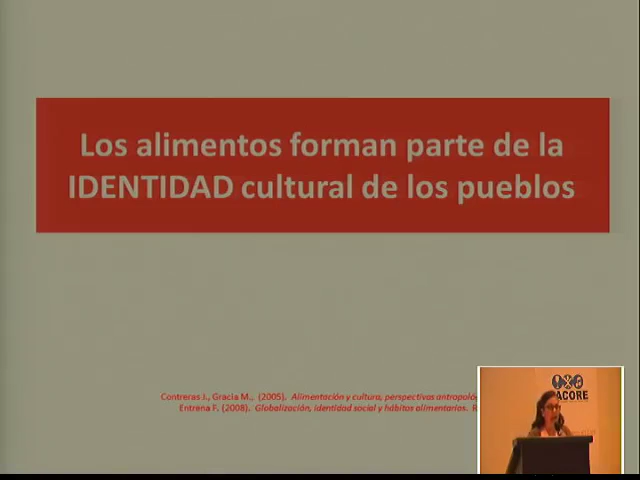 Los alimentos forman parte de la
IDENTIDAD cultural de los pueblos
Contreras J., Gracia M., (2005). Alimentación y cultura, perspectivas
Entrena F. (2008). Globalización, identidad social y hábitos alimentarios.
ACORE